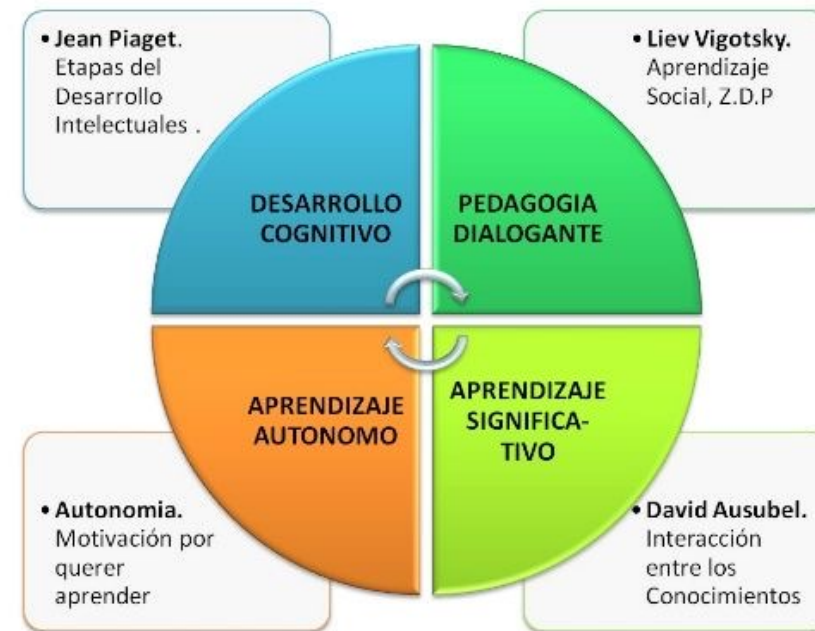 • Jean Piaget.
Etapas del
Desarrollo
Intelectuales .
• Liev Vigotsky.
Aprendizaje
Social, Z.D.P
DESARROLLO
COGNITIVO
PEDAGOGIA
DIALOGANTE
APRENDIZAJE
AUTONOMO
APRENDIZAJE
SIGNIFICA-
TIVO
• Autonomia.
Motivación por
querer
aprender
• David Ausubel.
Interacción
entre los
Conocimientos